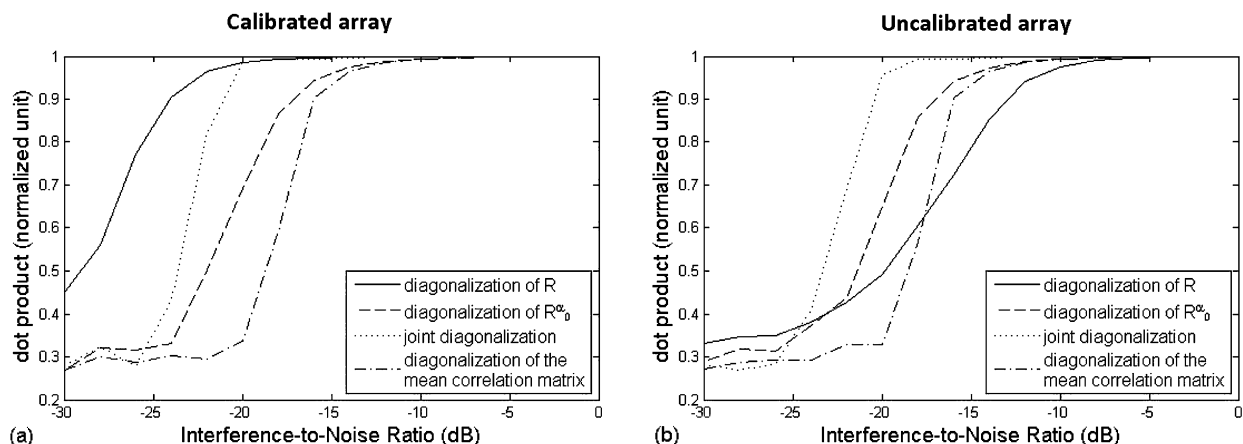 Calibrated array
1
0.9
0.8
0.7
0.6
0.5
0.4
0.3
0.2
dot product (normalized unit)
diagonalization of R
diagonalization of R^α_0
joint diagonalization
diagonalization of the
mean correlation matrix
-30 -25 -20 -15 -10 -5 0
(a) Interference-to-Noise Ratio (dB)
Uncalibrated array
1
0.9
0.8
0.7
0.6
0.5
0.4
0.3
0.2
dot product (normalized unit)
diagonalization of R
diagonalization of R^α_0
joint diagonalization
diagonalization of the
mean correlation matrix
-30 -25 -20 -15 -10 -5 0
(b) Interference-to-Noise Ratio (dB)